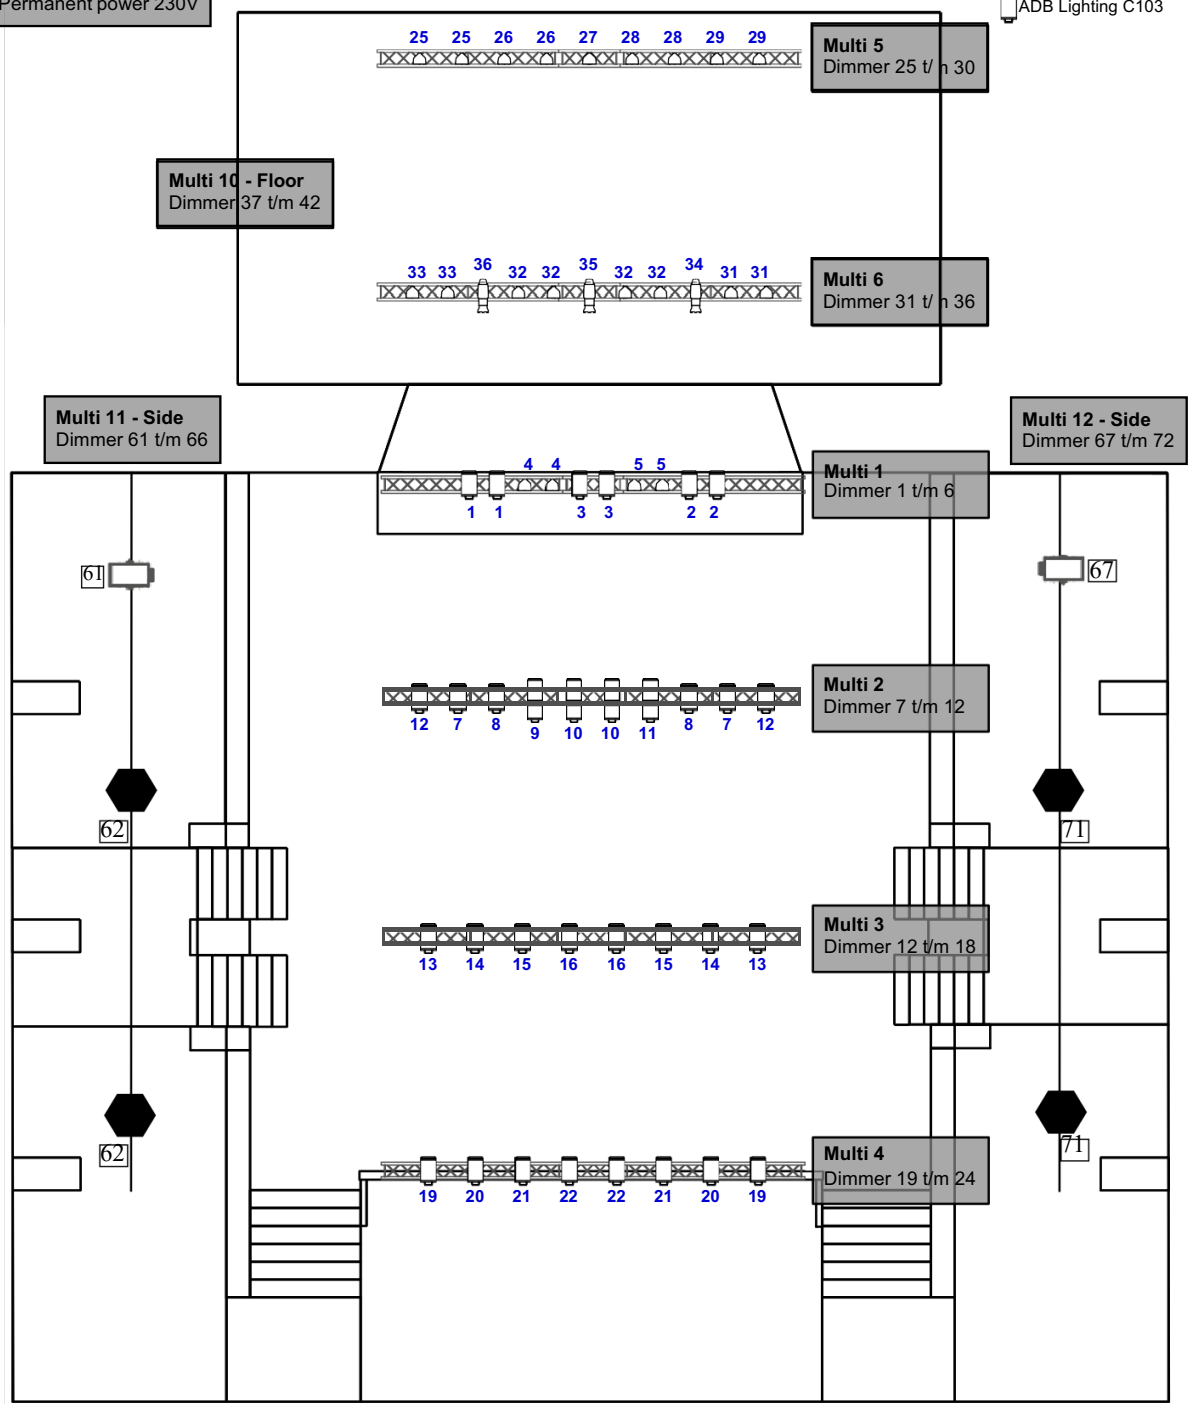 Permanent power 230V
ADB Lighting C103
25 25 26 26 27 28 28 29 29
Multi 5
Dimmer 25 t/m 30
Multi 10 - Floor
Dimmer 37 t/m 42
33 33 36 32 32 35 32 32 34 31 31
Multi 6
Dimmer 31 t/m 36
Multi 11 - Side
Dimmer 61 t/m 66
Multi 12 - Side
Dimmer 67 t/m 72
4 4 5 5
Multi 1
Dimmer 1 t/m 6
1 1 3 3 2 2
61
67
Multi 2
Dimmer 7 t/m 12
12 7 8 9 10 10 11 8 7 12
62
71
Multi 3
Dimmer 12 t/m 18
13 14 15 16 16 15 14 13
62
71
Multi 4
Dimmer 19 t/m 24
19 20 21 22 22 21 20 19